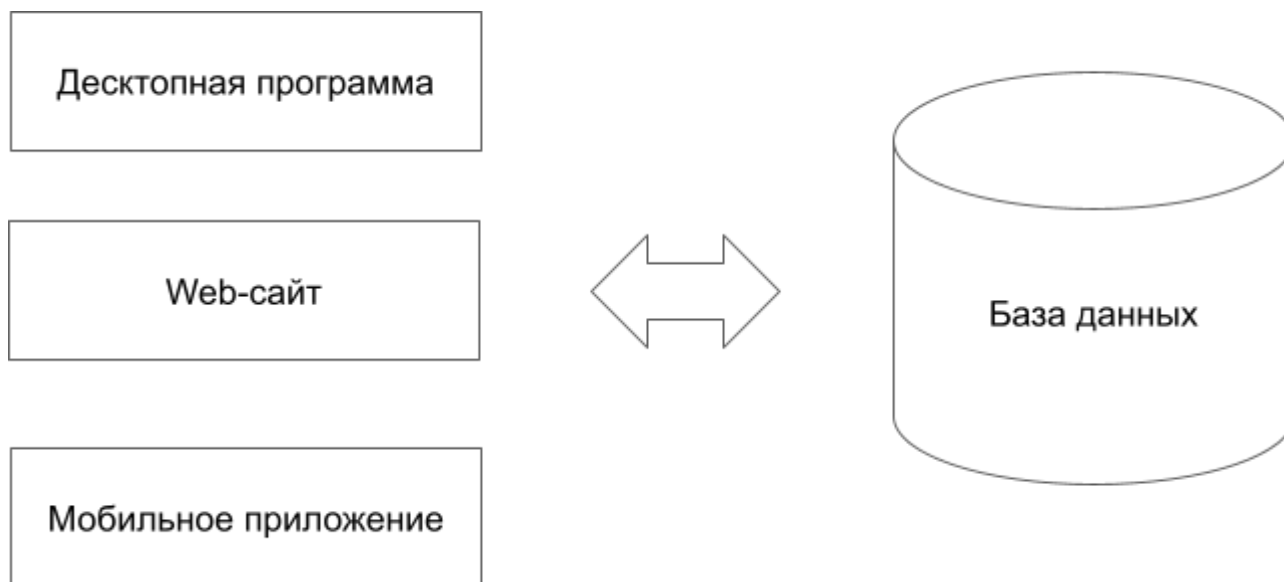 Десктопная программа
Web-сайт
База данных
Мобильное приложение